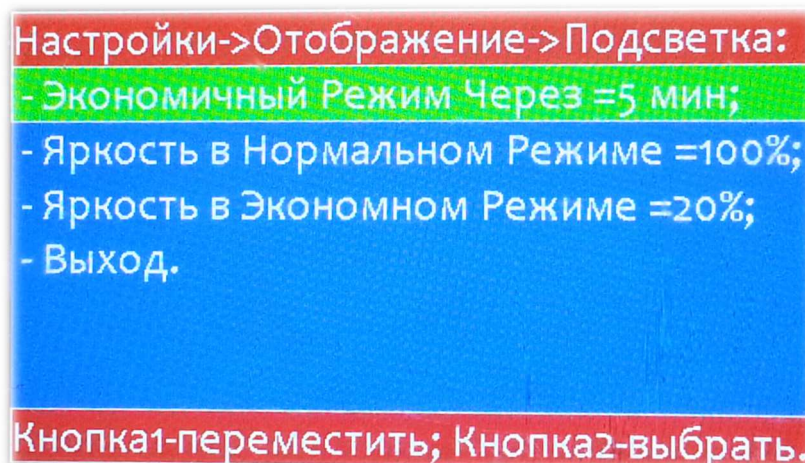 Настройки->Отображение->Подсветка:
- Экономичный Режим Через =5 мин;
- Яркость в Нормальном Режиме =100%;
- Яркость в Экономном Режиме =20%;
- Выход.
Кнопка1-переместить; Кнопка2-выбрать.